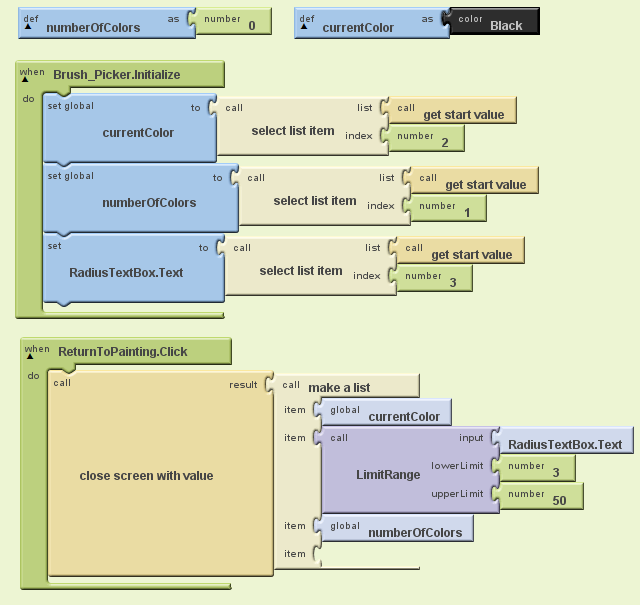 def numberOfColors as number 0
def currentColor as color Black
when Brush_Picker.Initialize
do
set global currentColor to call select list item list call get start value
index number 2
set global numberOfColors to call select list item list call get start value
index number 1
set RadiusTextBox.Text to call select list item list call get start value
index number 3
when ReturnToPainting.Click
do
call close screen with value result call make a list
item global currentColor
item call LimitRange input RadiusTextBox.Text
lowerLimit number 3
upperLimit number 50
item global numberOfColors
item